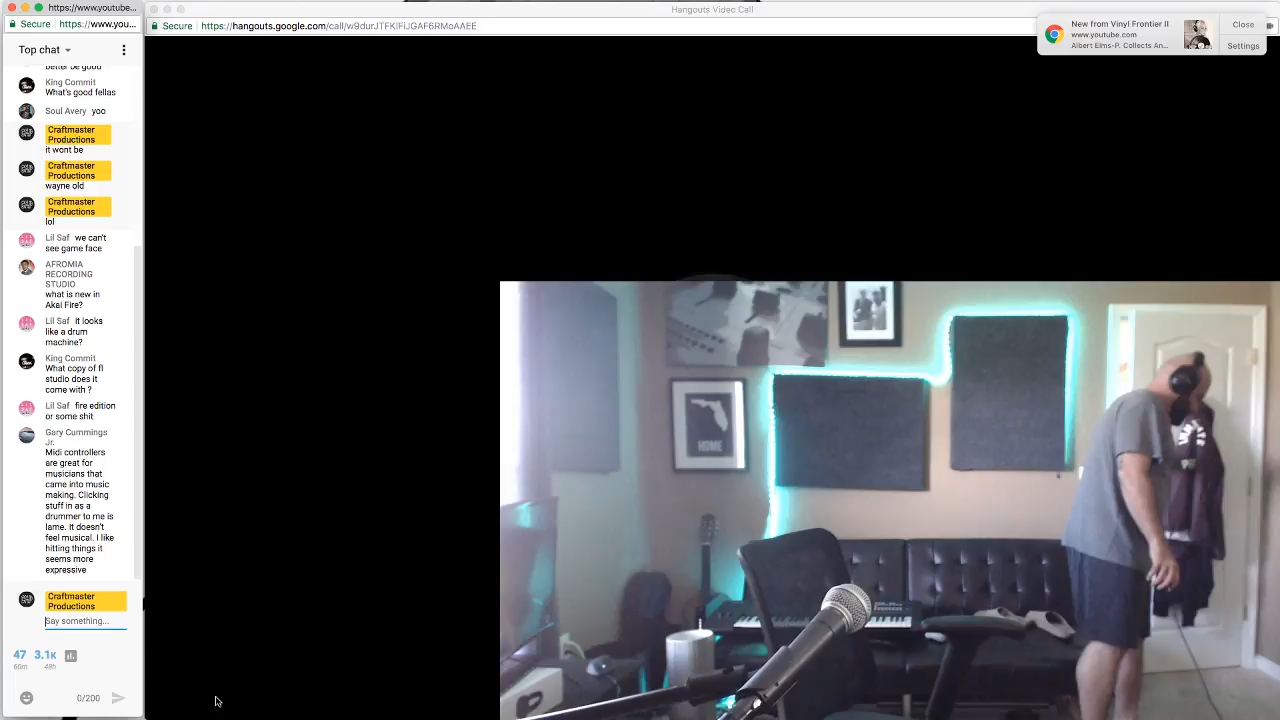 https://www.youtube...
Secure
https://www.you...
Top chat
better be good
King Commit
What's good fellas
Soul Avery yoo
Craftmaster
Productions
it wont be
Craftmaster
Productions
wayne old
Craftmaster
Productions
lol
Lil Saf we can't
see game face
AFROMIA
RECORDING
STUDIO
what is new in
Akai Fire?
Lil Saf it looks
like a drum
machine?
King Commit
What copy of fl
studio does it
come with ?
Lil Saf fire edition
or some shit
Gary Cummings
Jr.
Midi controllers
are great for
musicians that
came into music
making. Clicking
stuff in as a
drummer to me is
lame. It doesn't
feel musical. I like
hitting things it
seems more
expressive
Craftmaster
Productions
Say something...
47
3.1K
60m
48h
0/200
Hangouts Video Call
Secure
https://hangouts.google.com/call/w9durJTFKIFiJGAF6RMoAAEE
New from Vinyl Frontier II
www.youtube.com
Albert Elms-P. Collects An...
Close
Settings
HOME